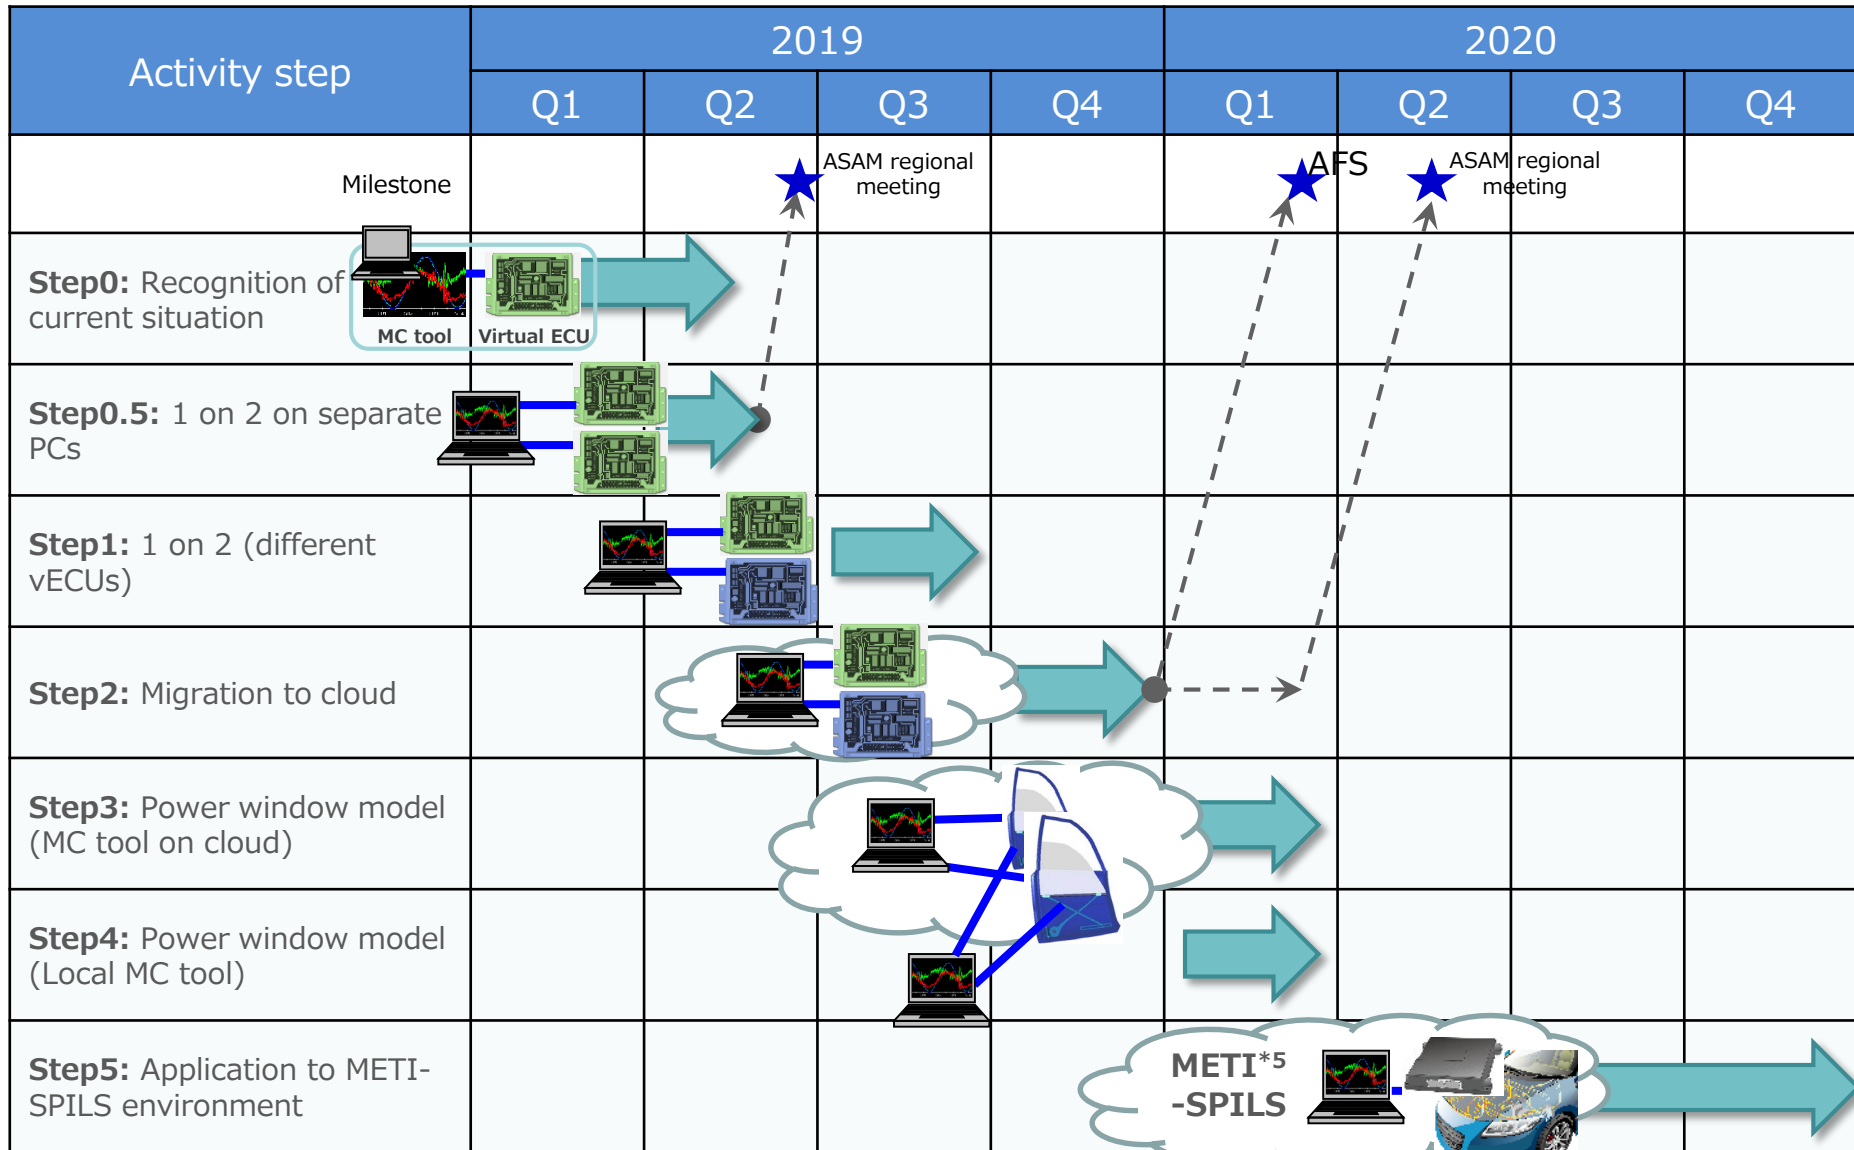 Activity step
2019
2020
Q1
Q2
Q3
Q4
Q1
Q2
Q3
Q4
Milestone
ASAM regional
meeting
AFS
ASAM regional
meeting
Step0: Recognition of
current situation
MC tool
Virtual ECU
Step0.5: 1 on 2 on separate
PCs
Step1: 1 on 2 (different
vECUs)
Step2: Migration to cloud
Step3: Power window model
(MC tool on cloud)
Step4: Power window model
(Local MC tool)
Step5: Application to METI-
SPILS environment
METI*5
-SPILS